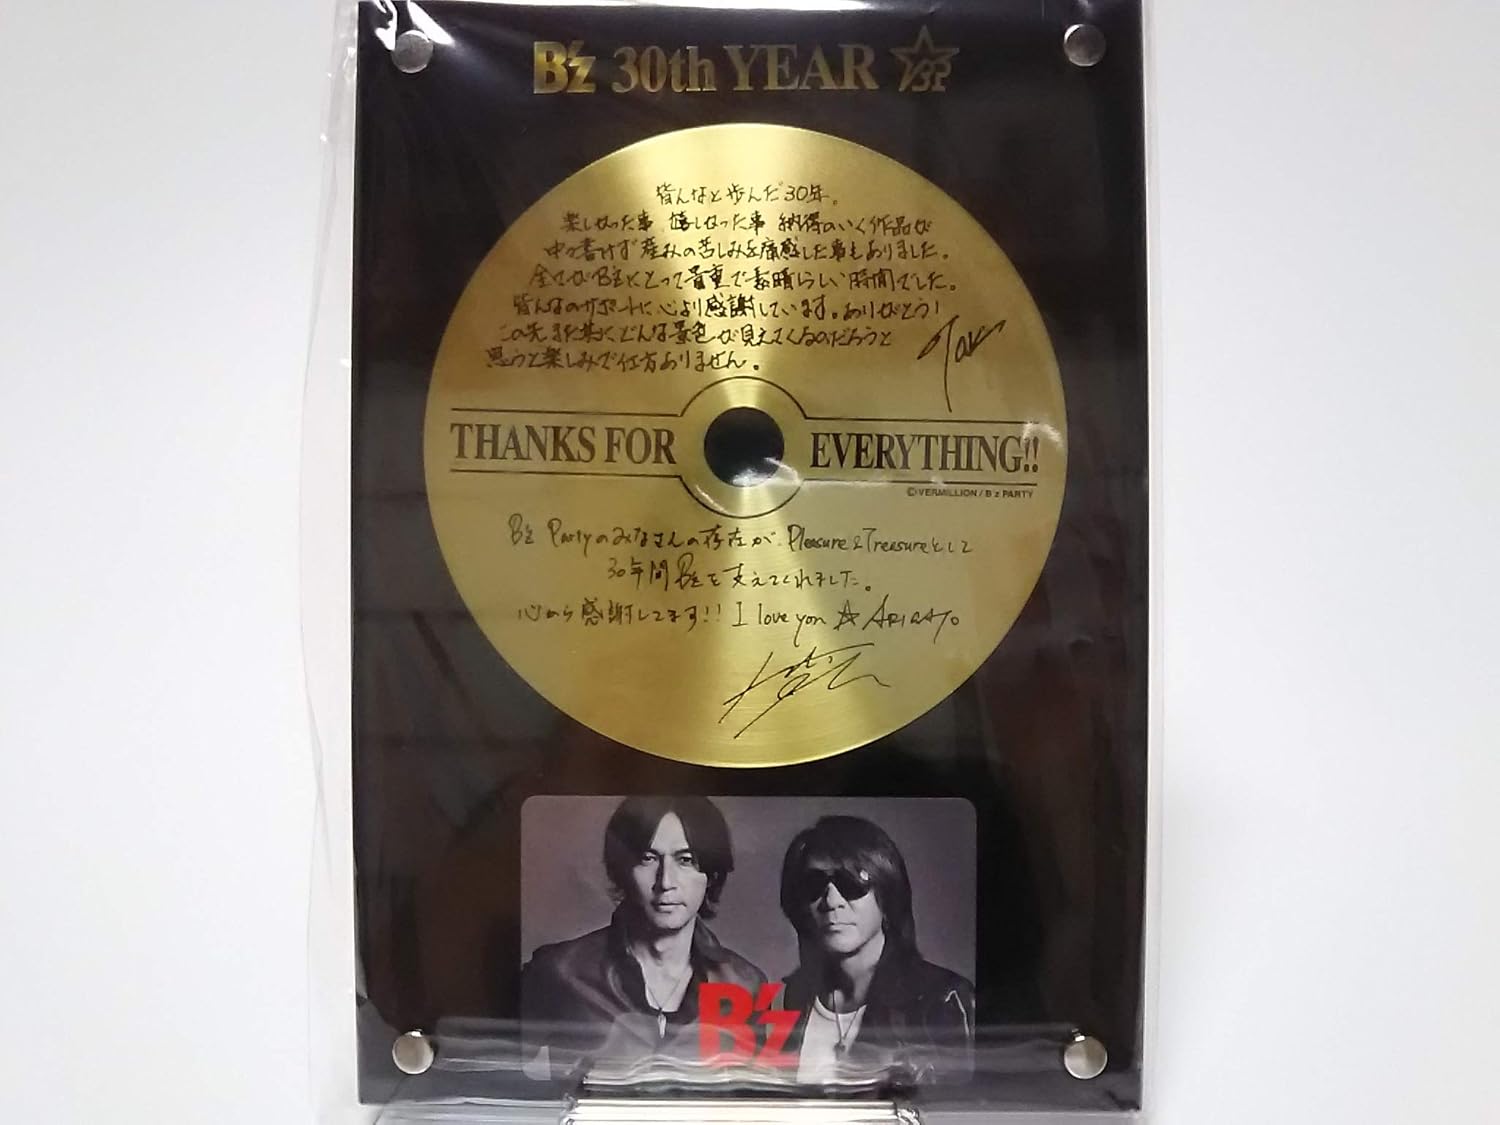 B'z 30th YEAR BP
皆んなと歩んだ30年。
楽しかった事 嬉しかった事 納得のいく作品が
中々書けず産みの苦しみを痛感した事もありました。
全てがB'zにとって貴重で素晴らしい時間でした。
皆んなのサポートに心より感謝しています。ありがとう!
この先また共にどんな景色が見えてくるのだろうと
思うと楽しみで仕方ありません。
Tak
THANKS FOR EVERYTHING!!
©VERMILLION / B'z PARTY
B'z Partyのみなさんの存在が、Pleasure & Treasureとして
30年間B'zを支えてくれました。
心から感謝してます!! I love you ☆ ARIGATO
B'z